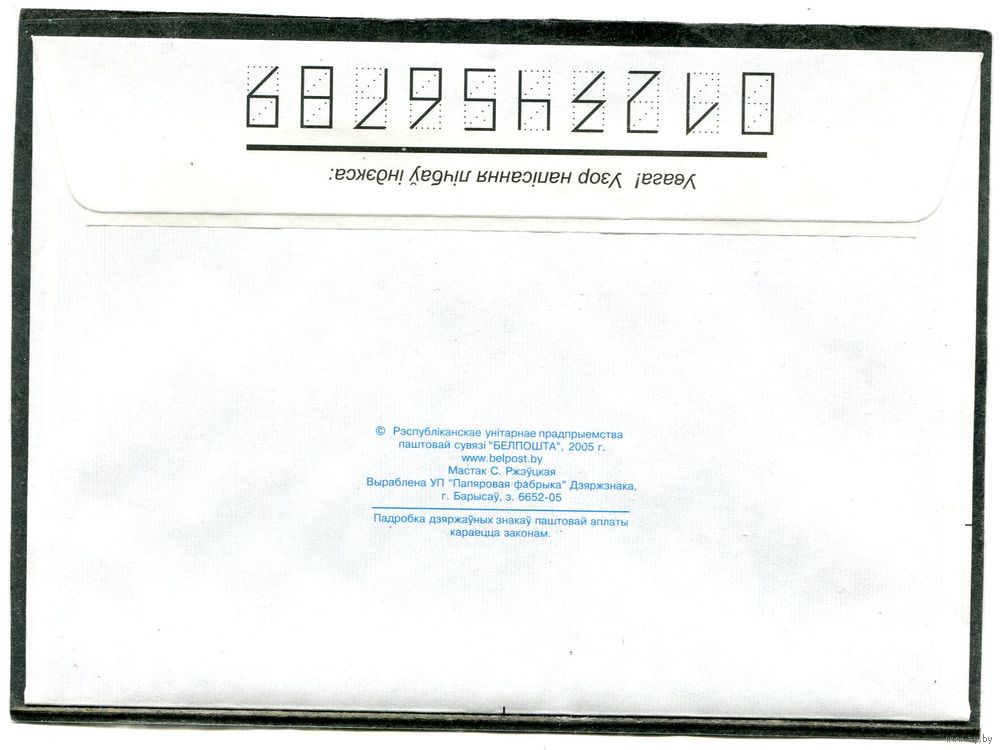 Увага! Узор напісання лічбаў індэкса:
0123456789
© Рэспубліканскае унітарнае прадпрыемства
паштовай сувязі "БЕЛПОШТА", 2005 г.
www.belpost.by
Мастак С. Ржэўцкая
Выраблена УП "Папяровая фабрыка" Дзяржзнака,
г. Барысаў, з. 6652-05
Падробка дзяржаўных знакаў паштовай аплаты
караецца законам.